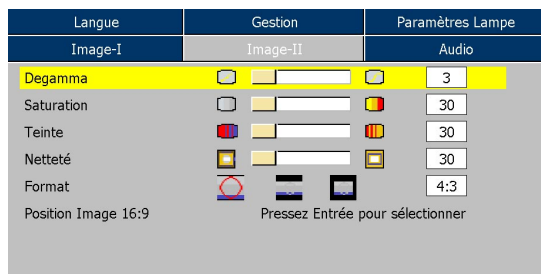 Langue Gestion Paramètres Lampe
Image-I Image-II Audio
Degamma 3
Saturation 30
Teinte 30
Netteté 30
Format 4:3
Position Image 16:9 Pressez Entrée pour sélectionner